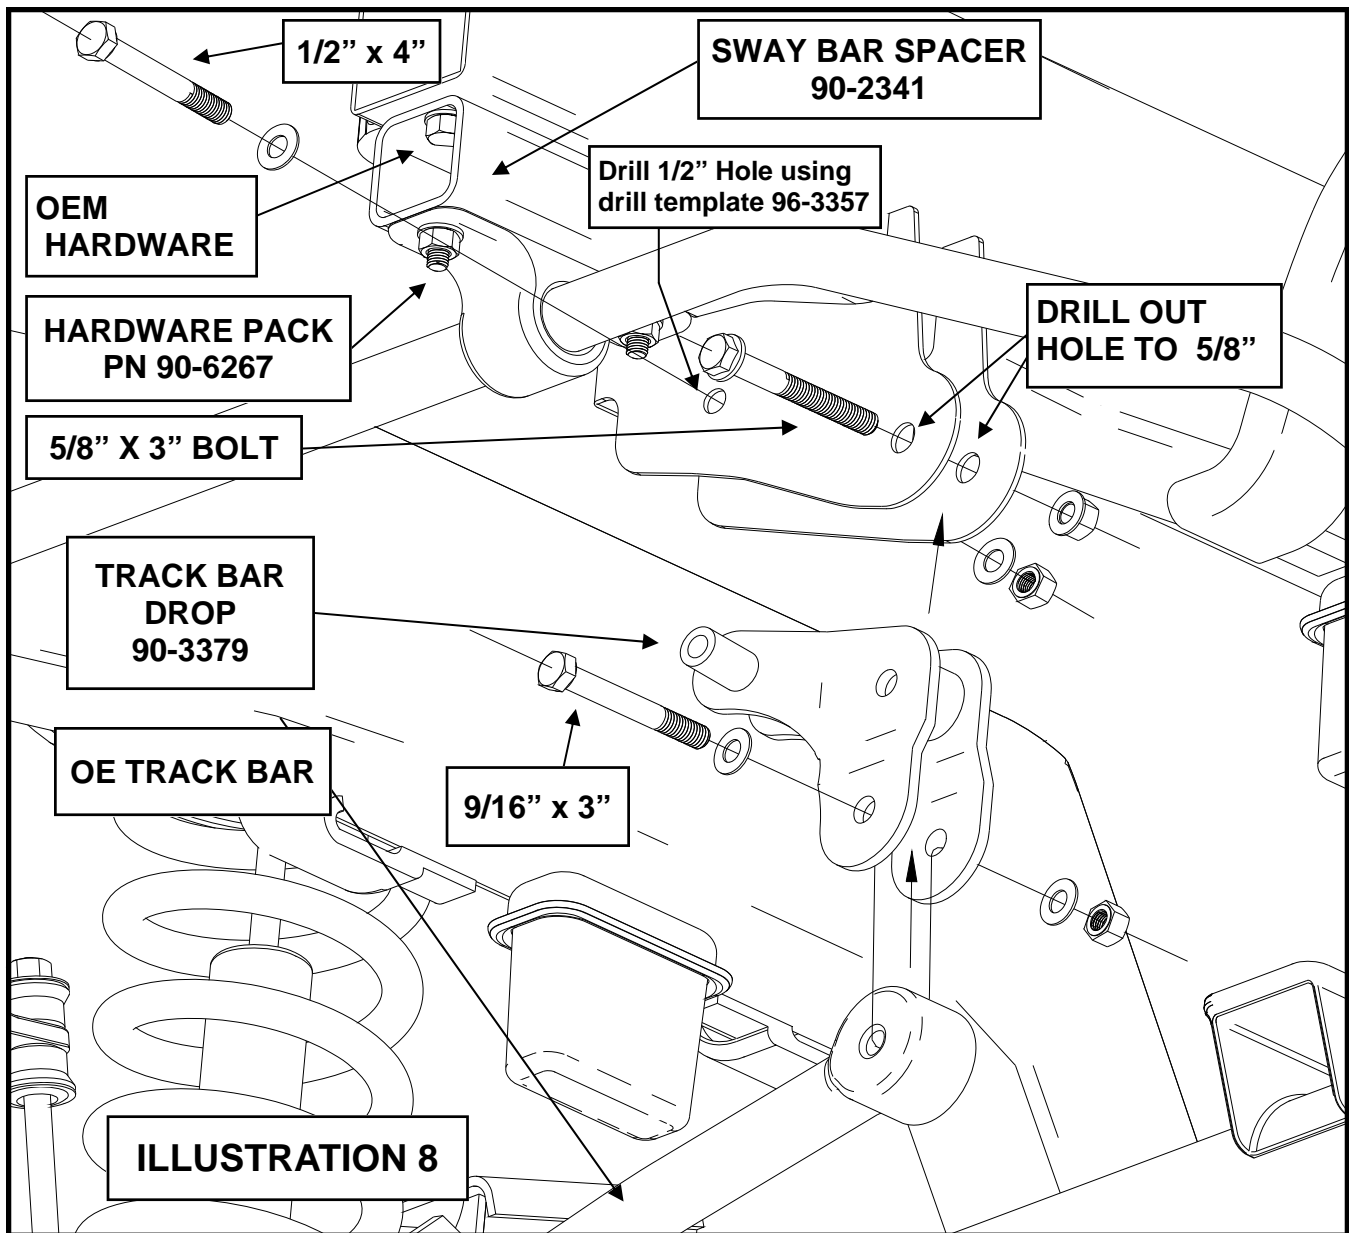 1/2” x 4”
SWAY BAR SPACER
90-2341
Drill 1/2” Hole using
drill template 96-3357
OEM
HARDWARE
DRILL OUT
HOLE TO 5/8”
HARDWARE PACK
PN 90-6267
5/8” X 3” BOLT
TRACK BAR
DROP
90-3379
OE TRACK BAR
9/16” x 3”
ILLUSTRATION 8